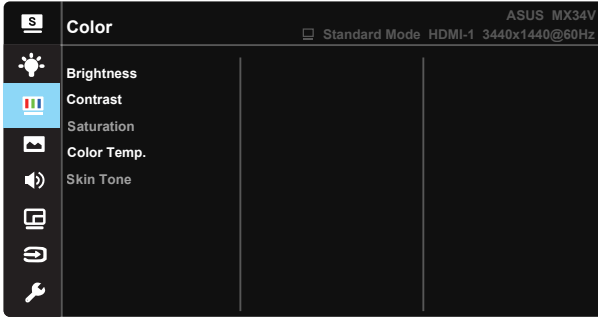 S
Color
ASUS MX34V
Standard Mode HDMI-1 3440x1440@60Hz
Brightness
Contrast
Saturation
Color Temp.
Skin Tone